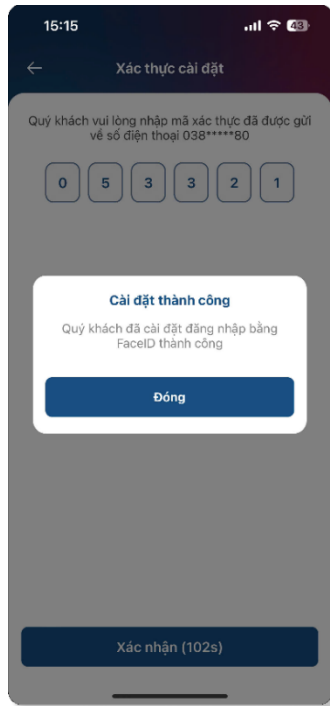 15:15
43
Xác thực cài đặt
Quý khách vui lòng nhập mã xác thực đã được gửi
về số điện thoại 038*****80
0 5 3 3 2 1
Cài đặt thành công
Quý khách đã cài đặt đăng nhập bằng
FaceID thành công
Đóng
Xác nhận (102s)